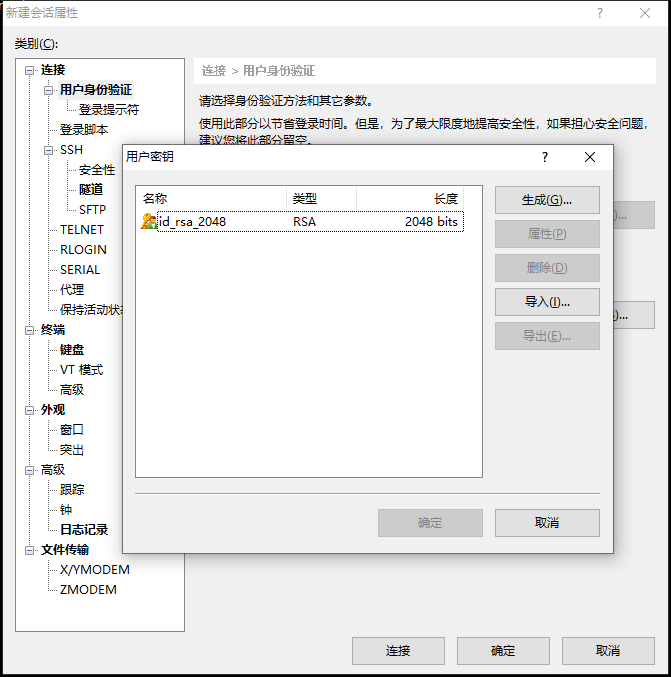 新建会话属性
类别(C):
连接
用户身份验证
登录提示符
登录脚本
SSH
安全性
隧道
SFTP
TELNET
RLOGIN
SERIAL
代理
保持活动状
终端
键盘
VT 模式
高级
外观
窗口
突出
高级
跟踪
钟
日志记录
文件传输
X/YMODEM
ZMODEM
连接 > 用户身份验证
请选择身份验证方法和其它参数。
使用此部分以节省登录时间。但是，为了最大限度地提高安全性，如果担心安全问题，
建议您将此部分留空。
用户密钥
名称 类型 长度
id_rsa_2048 RSA 2048 bits
生成(G)...
属性(P)
删除(D)
导入(I)...
导出(E)...
确定 取消
)...
)...
连接 确定 取消